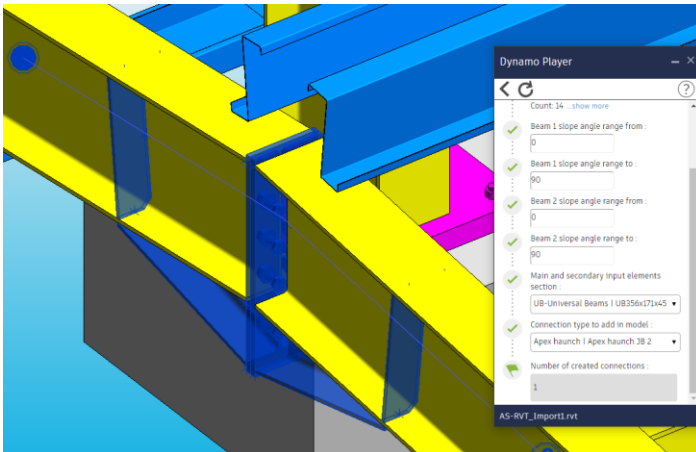 Dynamo Player
Count: 14 ...show more
Beam 1 slope angle range from :
0
Beam 1 slope angle range to :
90
Beam 2 slope angle range from :
0
Beam 2 slope angle range to :
90
Main and secondary input elements
section :
UB-Universal Beams | UB356x171x45
Connection type to add in model :
Apex haunch | Apex haunch JB 2
Number of created connections :
1
AS-RVT_Import1.rvt